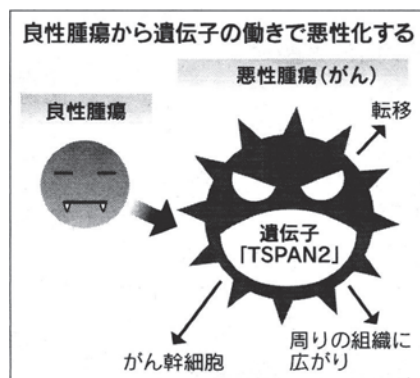 良性腫瘍から遺伝子の働きで悪性化する
悪性腫瘍(がん)
良性腫瘍
転移
遺伝子
「TSPAN2」
がん幹細胞
周りの組織に
広がり